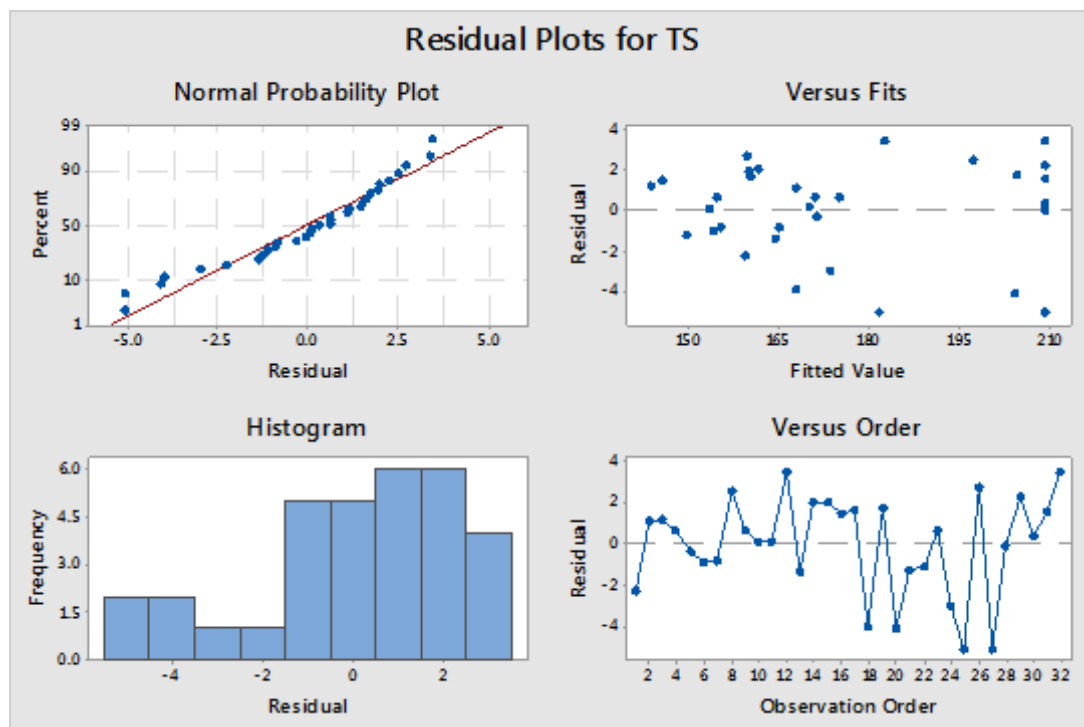 Residual Plots for TS
Normal Probability Plot
99
90
50
10
1
Percent
-5.0 -2.5 0.0 2.5 5.0
Residual
Versus Fits
4
2
0
-2
-4
Residual
150 165 180 195 210
Fitted Value
Histogram
6.0
4.5
3.0
1.5
0.0
Frequency
-4 -2 0 2
Residual
Versus Order
4
2
0
-2
-4
Residual
2 4 6 8 10 12 14 16 18 20 22 24 26 28 30 32
Observation Order